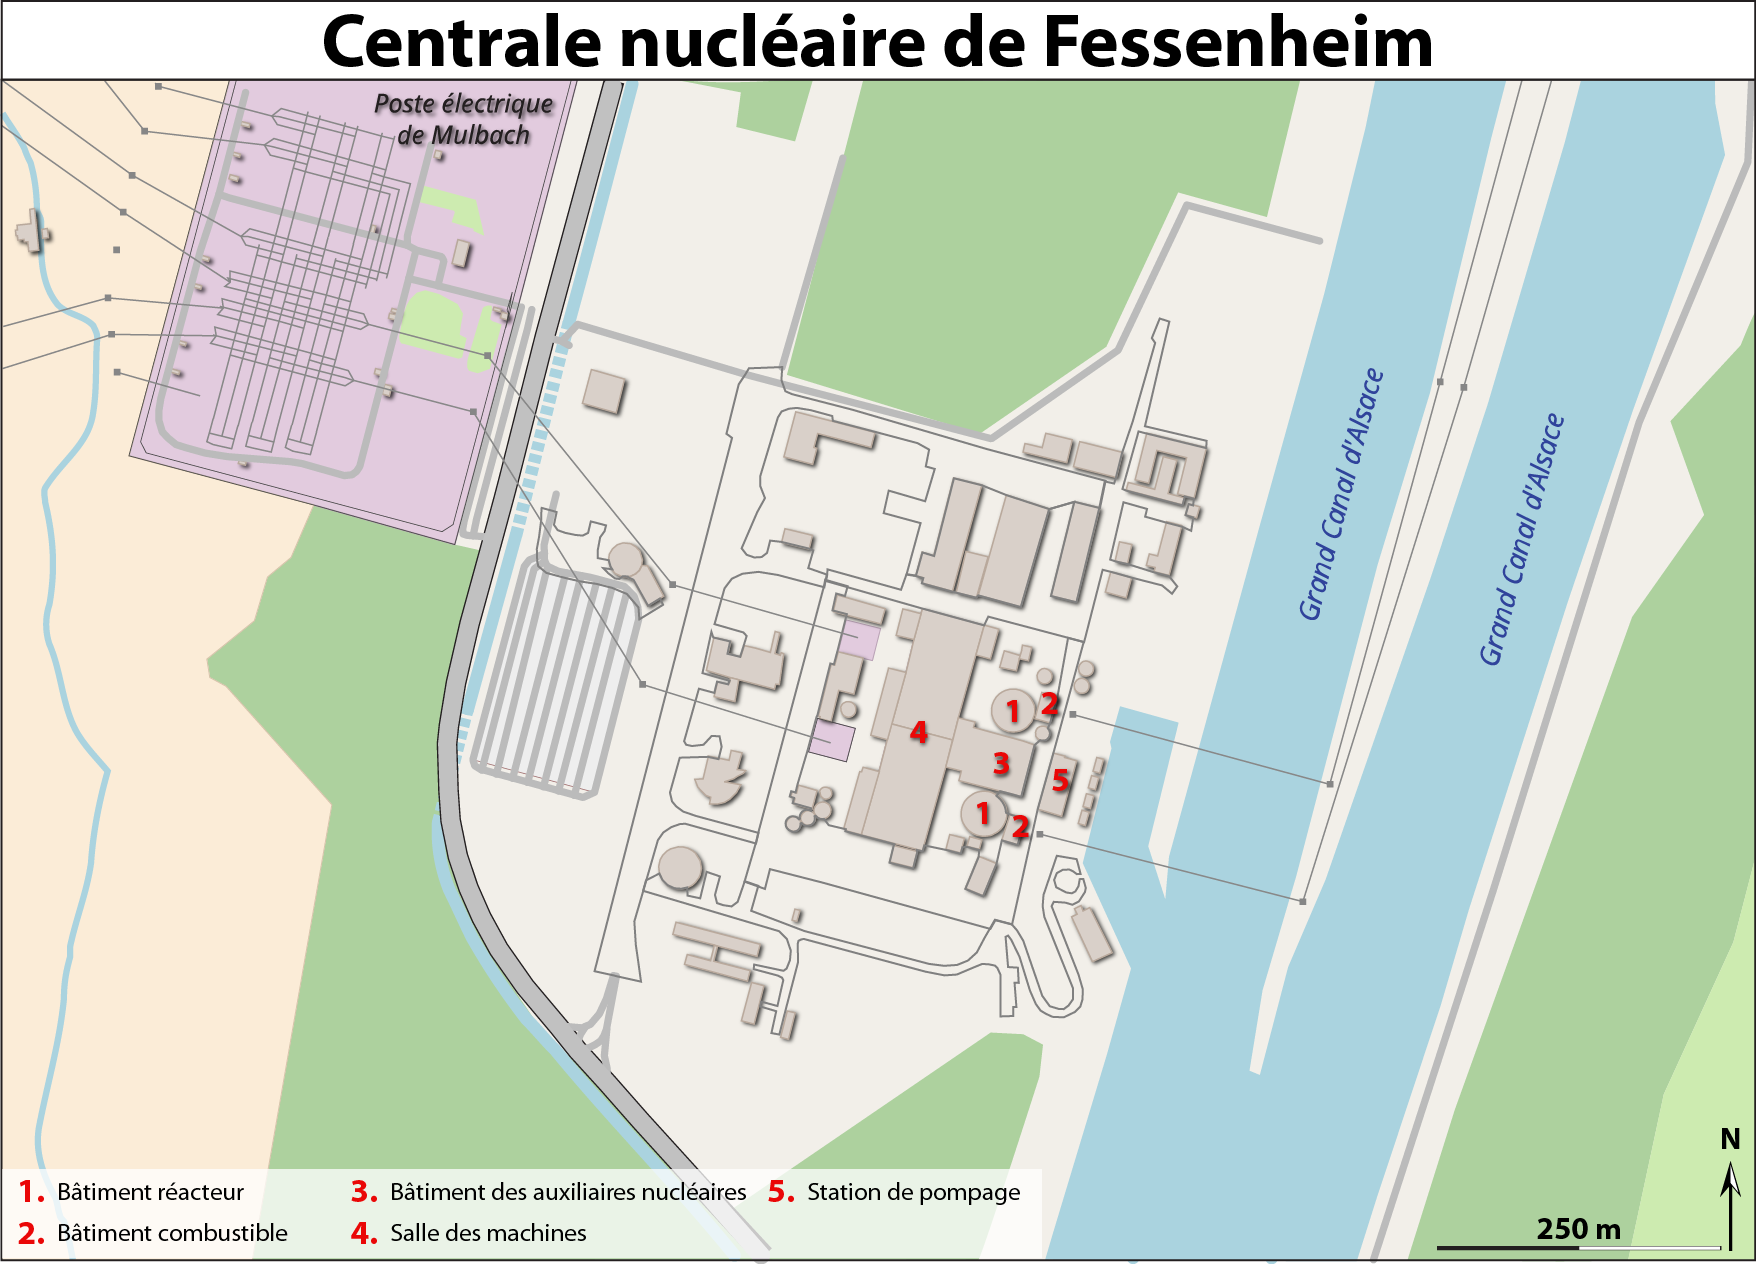 Centrale nucléaire de Fessenheim
Poste électrique
de Mulbach
Grand Canal d'Alsace
Grand Canal d'Alsace
1
2
4
3
5
1
2
1. Bâtiment réacteur
2. Bâtiment combustible
3. Bâtiment des auxiliaires nucléaires
4. Salle des machines
5. Station de pompage
N
250 m